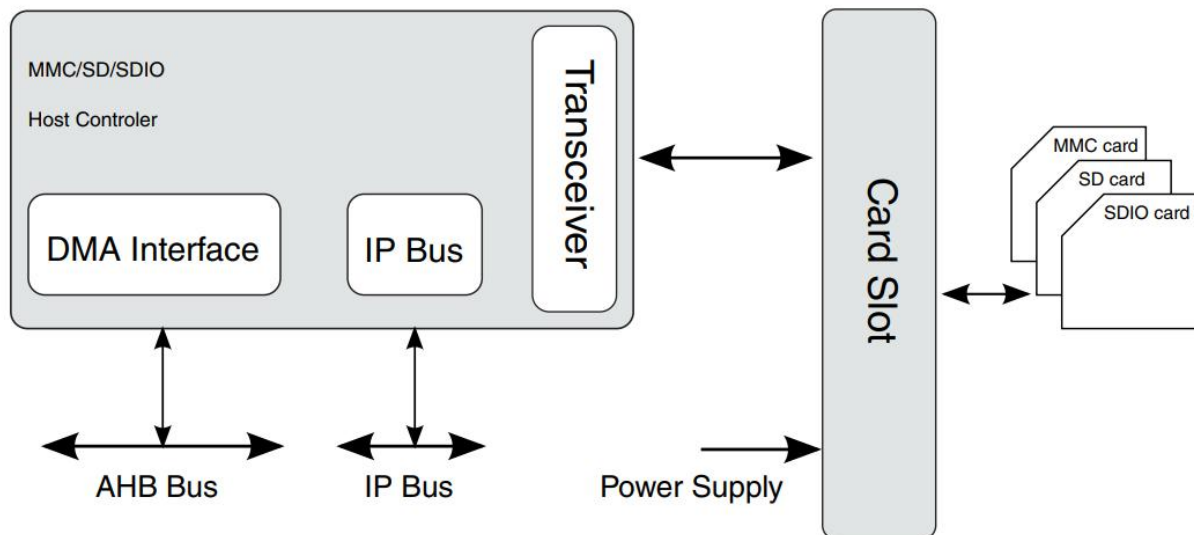 MMC/SD/SDIO
Host Controler
Transceiver
DMA Interface
IP Bus
Card Slot
MMC card
SD card
SDIO card
AHB Bus
IP Bus
Power Supply